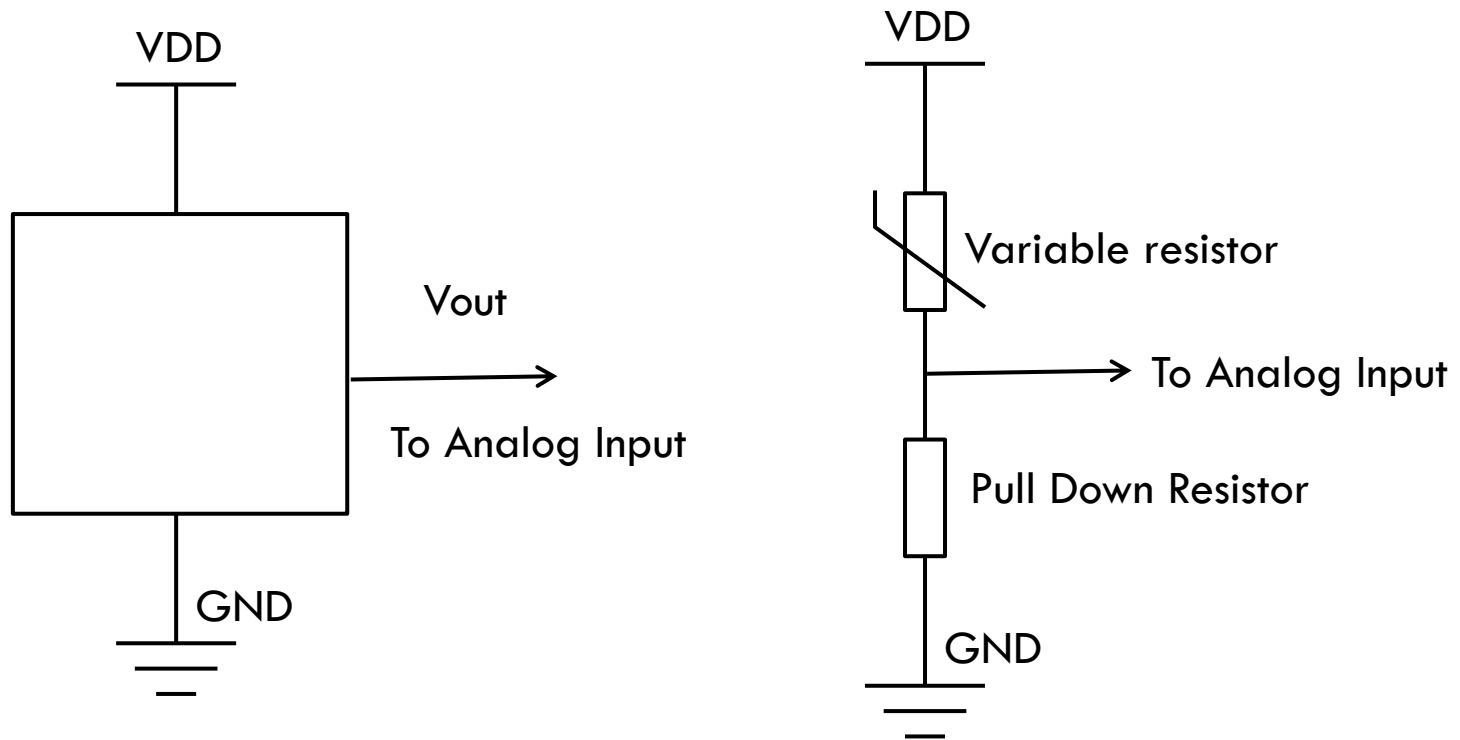 VDD
Vout
To Analog Input
GND
VDD
Variable resistor
To Analog Input
Pull Down Resistor
GND